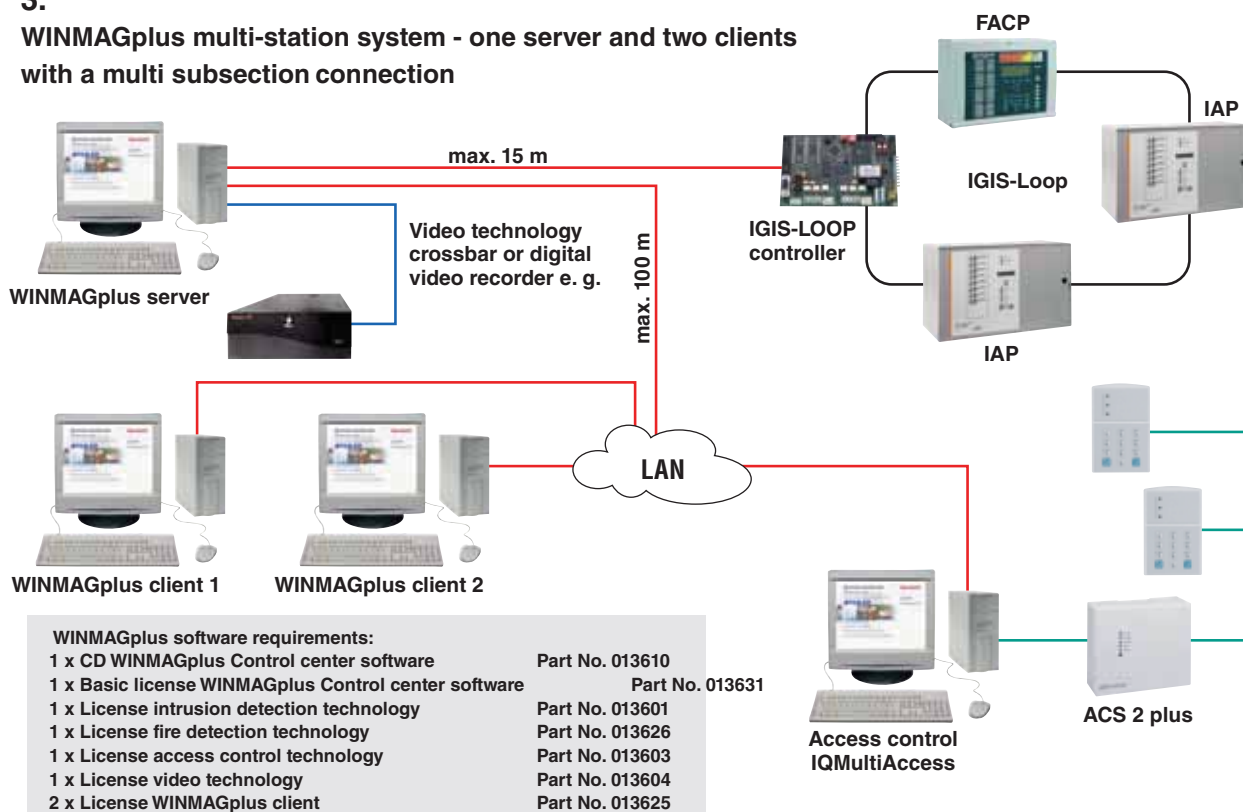 3.
WINMAGplus multi-station system - one server and two clients
with a multi subsection connection
FACP
IAP
max. 15 m
IGIS-Loop
IGIS-LOOP
controller
Video technology
crossbar or digital
video recorder e. g.
max. 100 m
WINMAGplus server
IAP
LAN
WINMAGplus client 1
WINMAGplus client 2
WINMAGplus software requirements:
1 x CD WINMAGplus Control center software Part No. 013610
1 x Basic license WINMAGplus Control center software Part No. 013631
1 x License intrusion detection technology Part No. 013601
1 x License fire detection technology Part No. 013626
1 x License access control technology Part No. 013603
1 x License video technology Part No. 013604
2 x License WINMAGplus client Part No. 013625
Access control
IQMultiAccess
ACS 2 plus